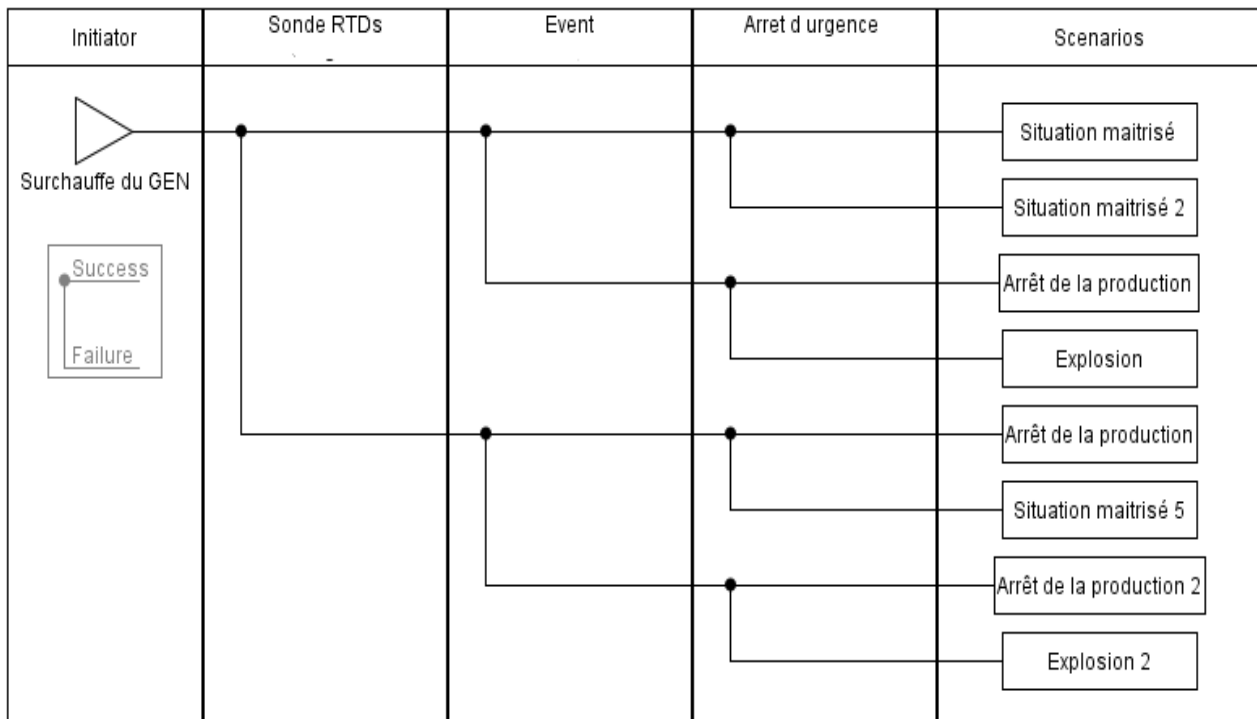 Initiator
Sonde RTDs
Event
Arret d urgence
Scenarios
Surchauffe du GEN
Success
Failure
Situation maitrisé
Situation maitrisé 2
Arrêt de la production
Explosion
Arrêt de la production
Situation maitrisé 5
Arrêt de la production 2
Explosion 2